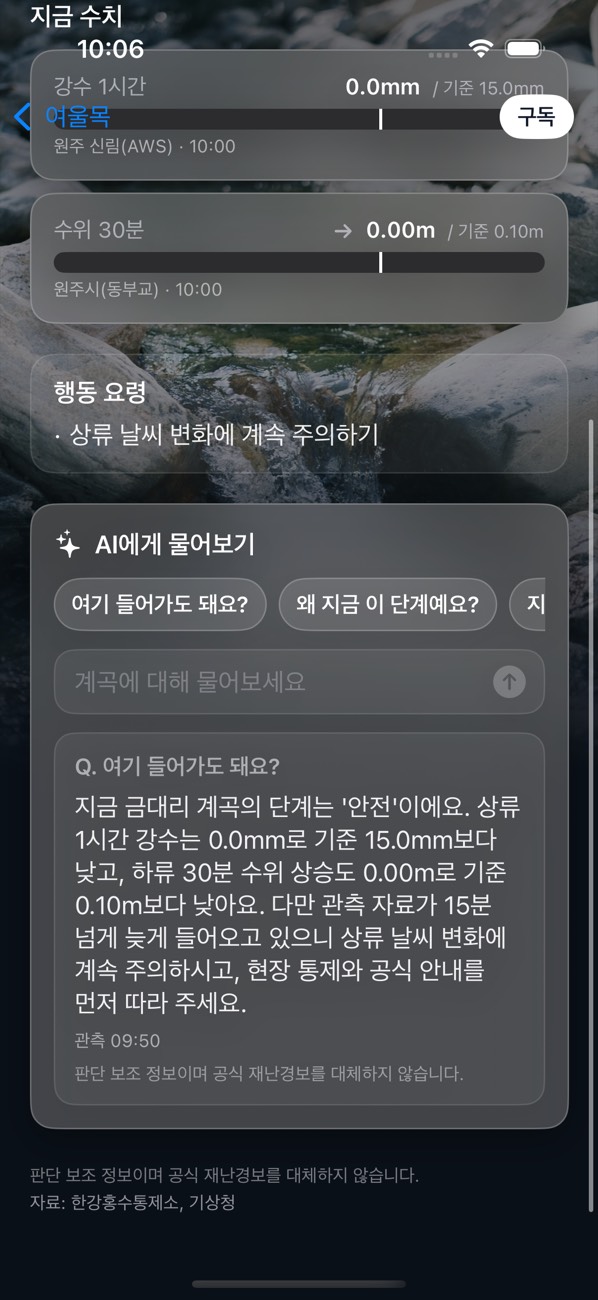 지금 수치
10:06
강수 1시간 0.0mm / 기준 15.0mm
여울목 구독
원주 신림(AWS) · 10:00
수위 30분 → 0.00m / 기준 0.10m
원주시(동부교) · 10:00
행동 요령
· 상류 날씨 변화에 계속 주의하기
AI에게 물어보기
여기 들어가도 돼요? 왜 지금 이 단계예요? 지
계곡에 대해 물어보세요
Q. 여기 들어가도 돼요?
지금 금대리 계곡의 단계는 '안전'이에요. 상류
1시간 강수는 0.0mm로 기준 15.0mm보다
낮고, 하류 30분 수위 상승도 0.00m로 기준
0.10m보다 낮아요. 다만 관측 자료가 15분
넘게 늦게 들어오고 있으니 상류 날씨 변화에
계속 주의하시고, 현장 통제와 공식 안내를
먼저 따라 주세요.
관측 09:50
판단 보조 정보이며 공식 재난경보를 대체하지 않습니다.
판단 보조 정보이며 공식 재난경보를 대체하지 않습니다.
자료: 한강홍수통제소, 기상청